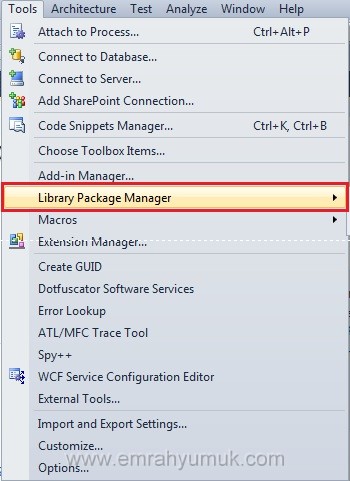 Tools Architecture Test Analyze Window Help
Attach to Process... Ctrl+Alt+P
Connect to Database...
Connect to Server...
Add SharePoint Connection...
Code Snippets Manager... Ctrl+K, Ctrl+B
Choose Toolbox Items...
Add-in Manager...
Library Package Manager
Macros
Extension Manager...
Create GUID
Dotfuscator Software Services
Error Lookup
ATL/MFC Trace Tool
Spy++
WCF Service Configuration Editor
External Tools...
Import and Export Settings...
Customize...
www.emrahyumuk.com
Options...